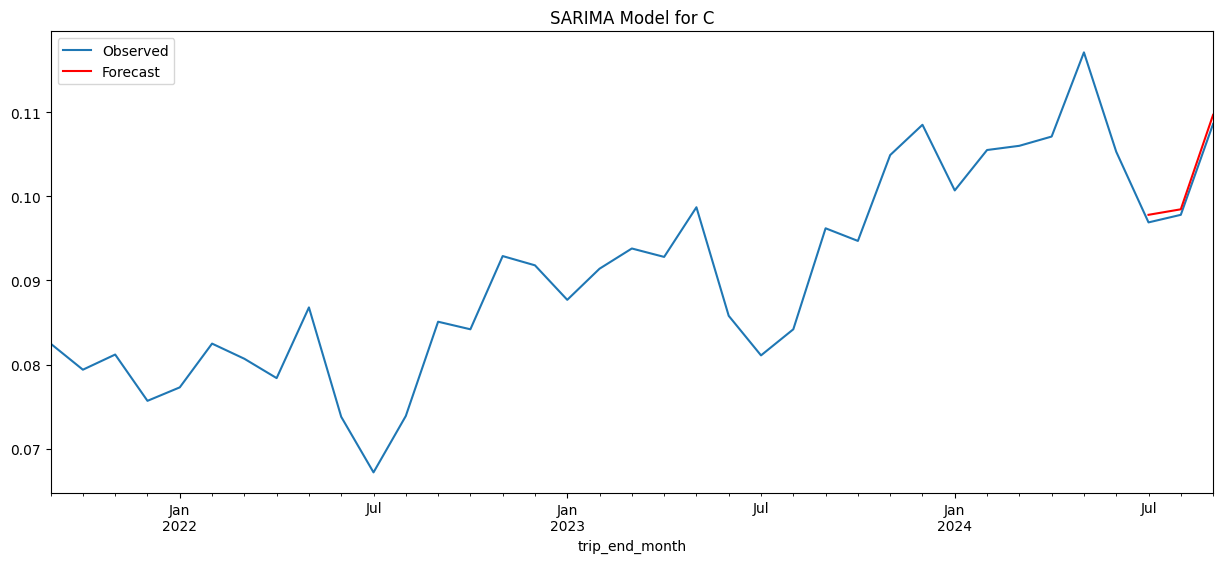 SARIMA Model for C
Observed
Forecast
0.11
0.10
0.09
0.08
0.07
Jan
2022
Jul
Jan
2023
Jul
Jan
2024
Jul
trip_end_month